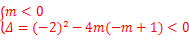 {m < 0
Δ = (−2)² − 4m(−m + 1) < 0